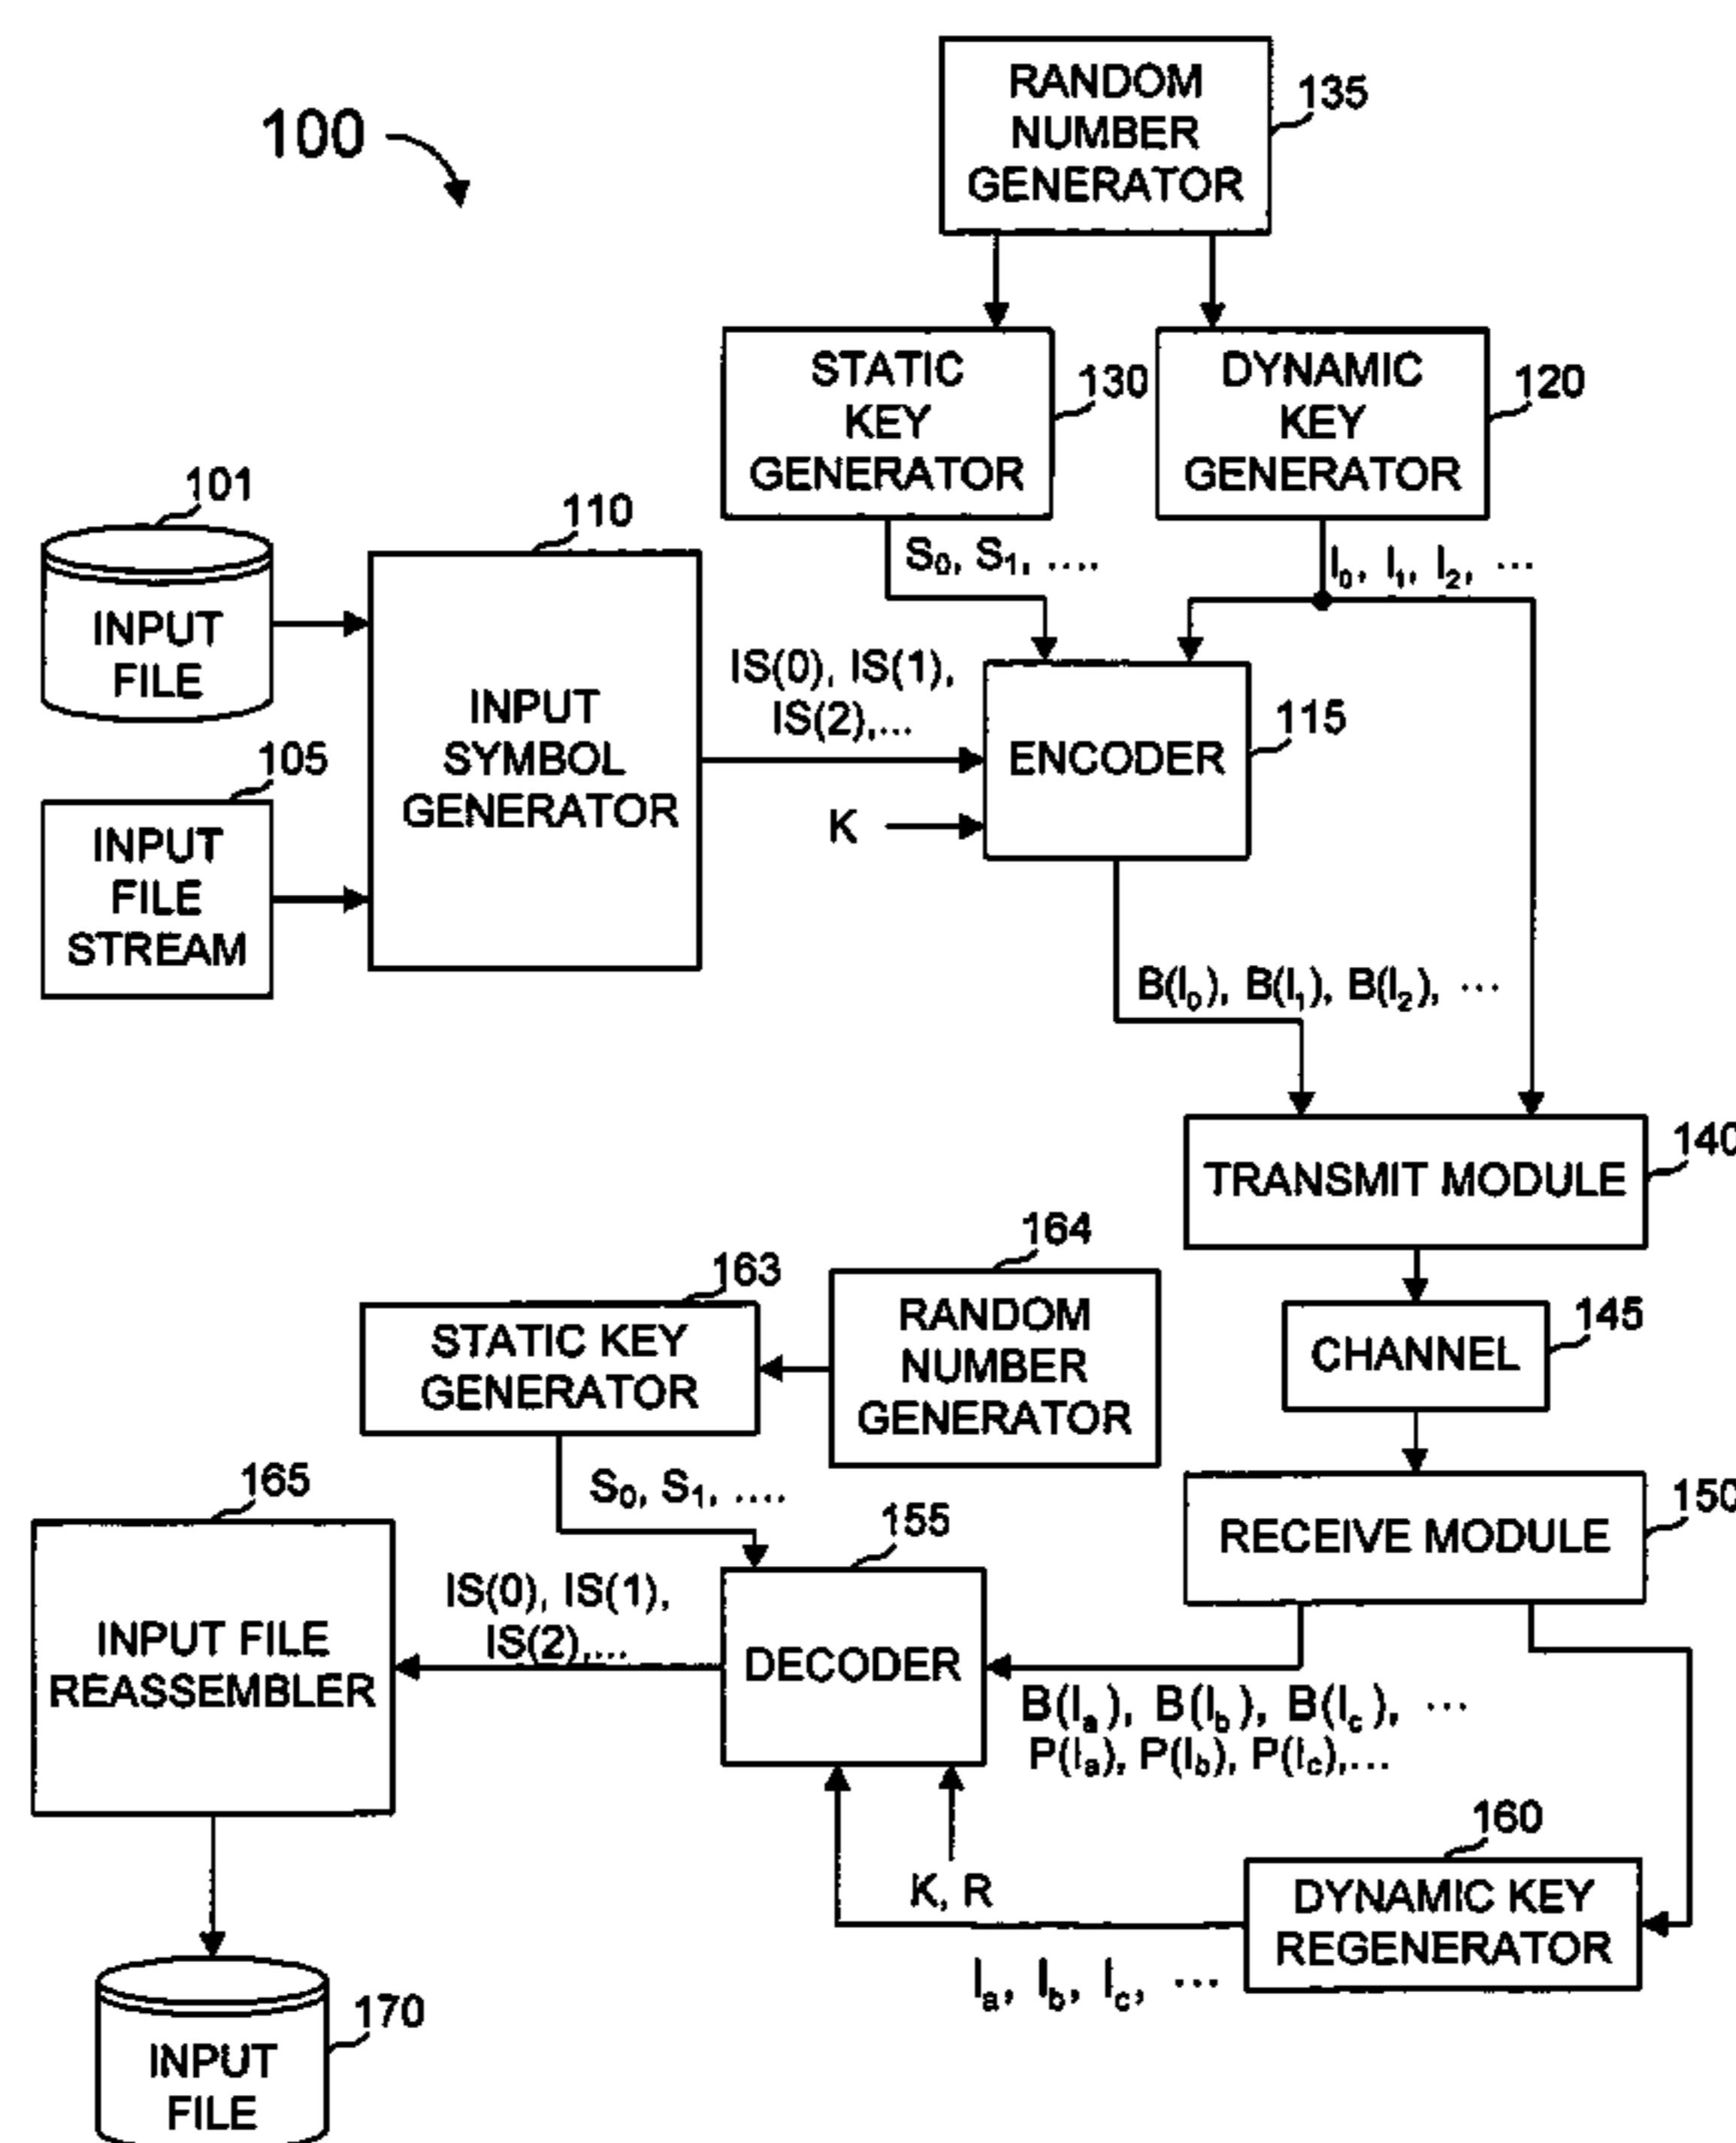 100
RANDOM
NUMBER
GENERATOR
135
STATIC
KEY
GENERATOR
130
DYNAMIC
KEY
GENERATOR
120
S₀, S₁, ....
I₀, I₁, I₂, ...
101
INPUT
FILE
105
INPUT
FILE
STREAM
110
INPUT
SYMBOL
GENERATOR
IS(0), IS(1),
IS(2),...
K
ENCODER
115
B(I₀), B(I₁), B(I₂), ...
TRANSMIT MODULE
140
CHANNEL
145
RECEIVE MODULE
150
164
RANDOM
NUMBER
GENERATOR
163
STATIC KEY
GENERATOR
S₀, S₁, ....
155
DECODER
B(Iₐ), B(I_b), B(I_c), ...
P(Iₐ), P(I_b), P(I_c),...
K, R
160
DYNAMIC KEY
REGENERATOR
Iₐ, I_b, I_c, ...
IS(0), IS(1),
IS(2),...
165
INPUT FILE
REASSEMBLER
170
INPUT
FILE